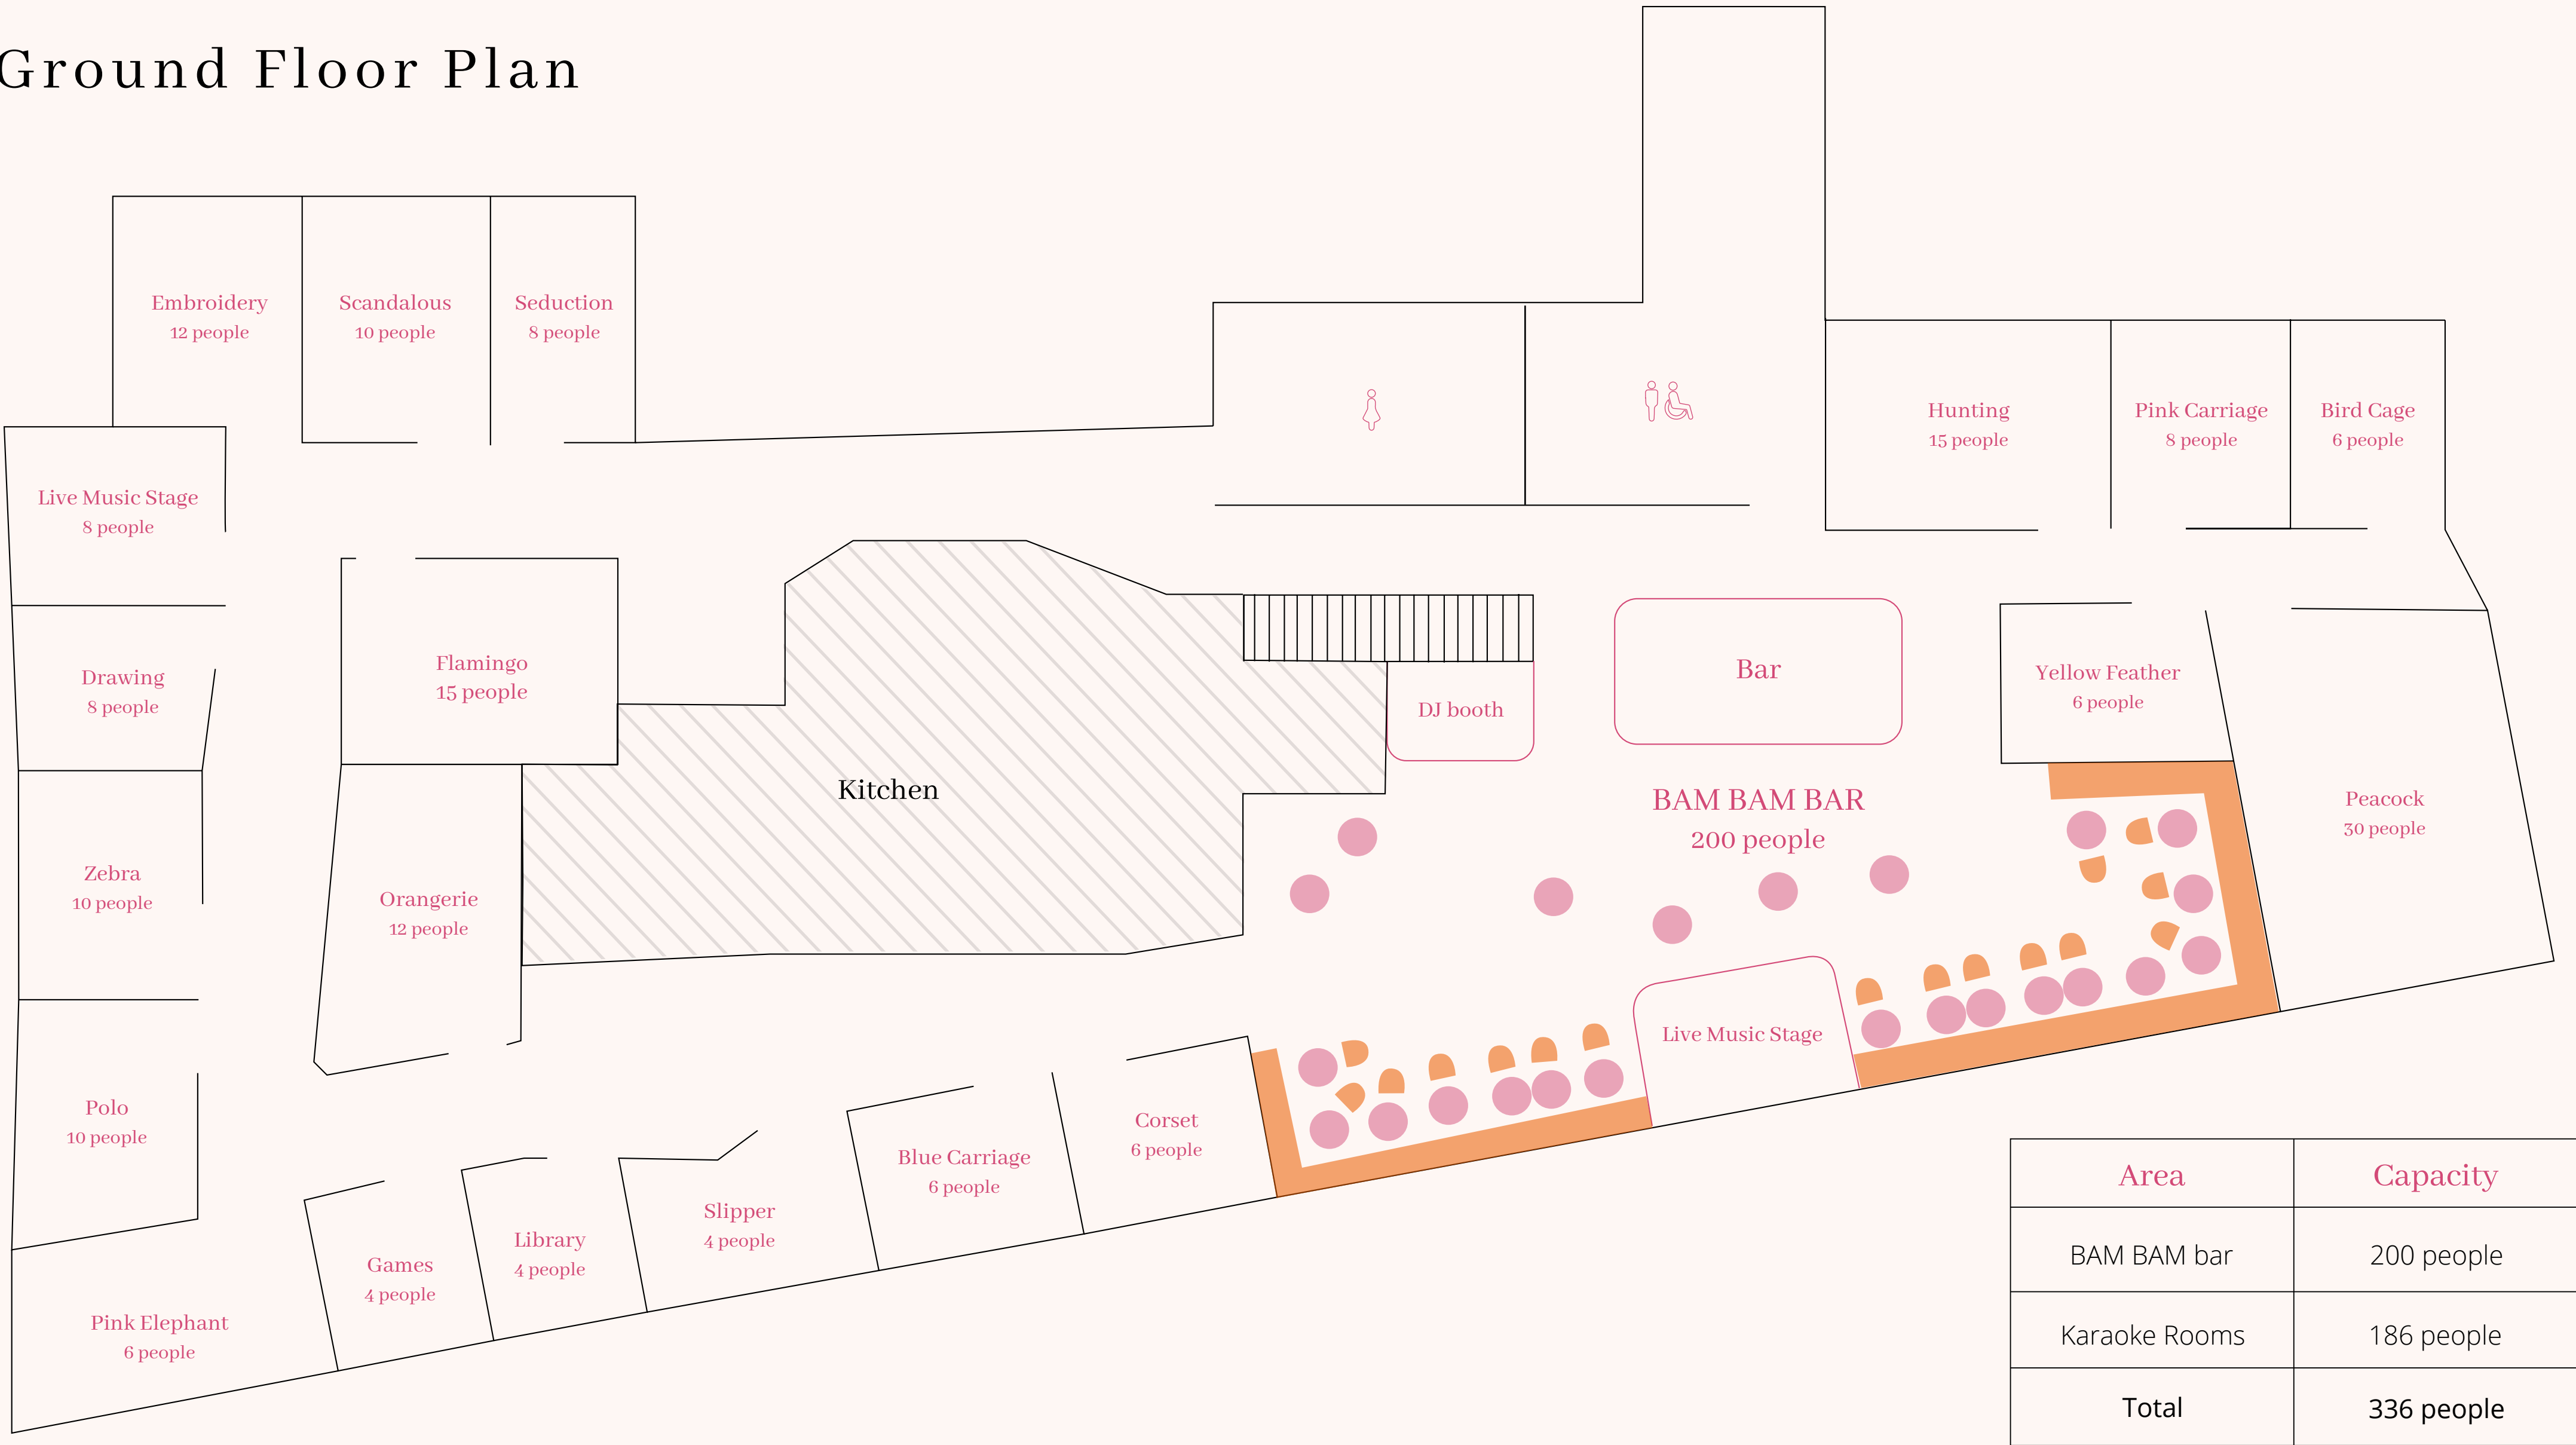 Ground Floor Plan
Embroidery
12 people
Scandalous
10 people
Seduction
8 people
Live Music Stage
8 people
Drawing
8 people
Zebra
10 people
Polo
10 people
Pink Elephant
6 people
Flamingo
15 people
Orangerie
12 people
Kitchen
Games
4 people
Library
4 people
Slipper
4 people
Blue Carriage
6 people
Corset
6 people
DJ booth
Bar
BAM BAM BAR
200 people
Live Music Stage
Hunting
15 people
Pink Carriage
8 people
Bird Cage
6 people
Yellow Feather
6 people
Peacock
30 people
Area Capacity
BAM BAM bar 200 people
Karaoke Rooms 186 people
Total 336 people